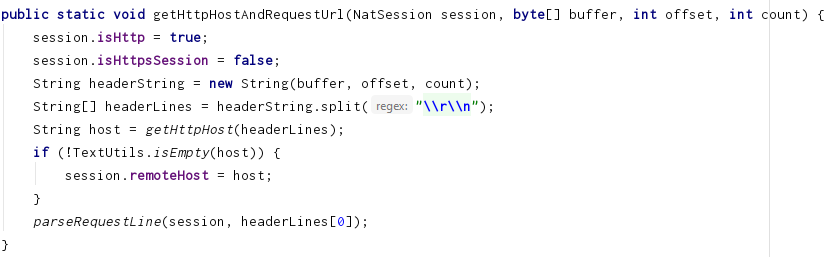 public static void getHttpHostAndRequestUrl(NatSession session, byte[] buffer, int offset, int count) {
    session.isHttp = true;
    session.isHttpsSession = false;
    String headerString = new String(buffer, offset, count);
    String[] headerLines = headerString.split( regex: "\\r\\n");
    String host = getHttpHost(headerLines);
    if (!TextUtils.isEmpty(host)) {
        session.remoteHost = host;
    }
    parseRequestLine(session, headerLines[0]);
}